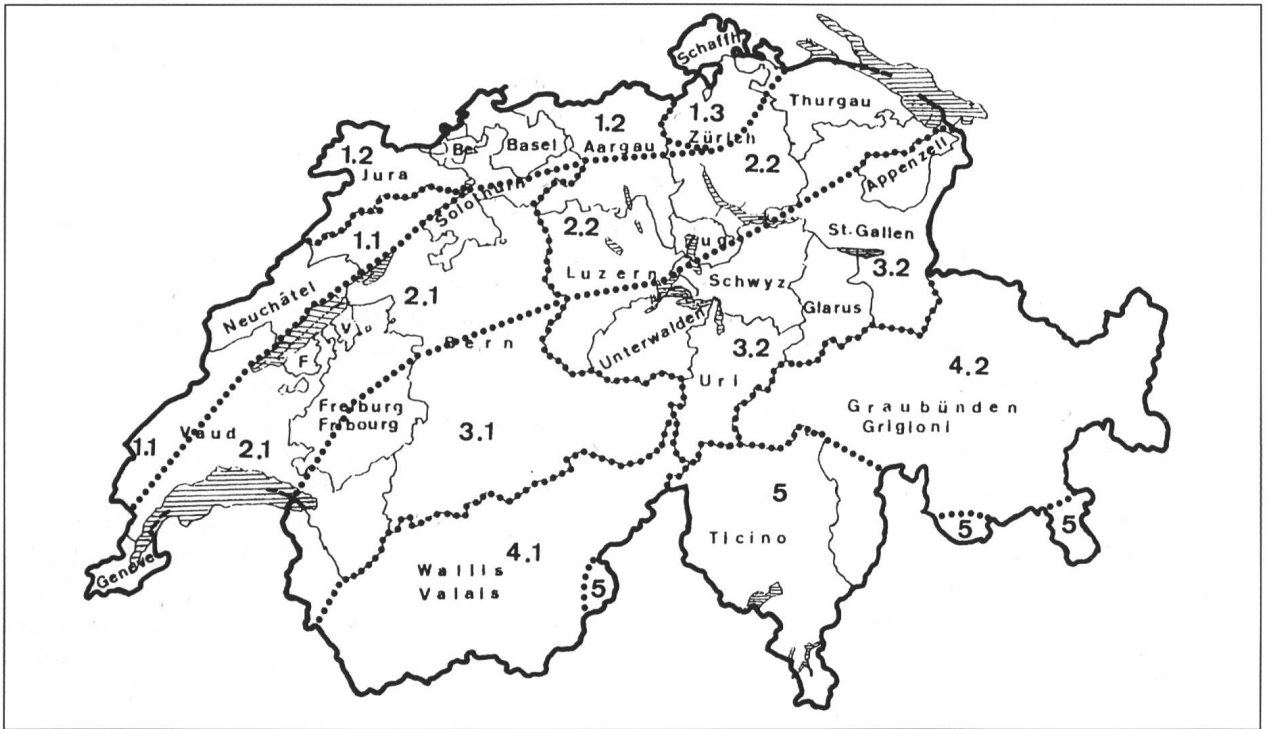 Schaffh
Thurgau
1.3
Zürich
1.2
Aargau
Basel
1.2
Jura
2.2
Appenzell
Solothurn
1.1
2.2
St.Gallen
3.2
Luzern
Schwyz
2.1
Neuchâtel
Glarus
Unterwalden
3.2
Bern
F
4.2
Uri
Freiburg
Fribourg
Graubünden
Grigioni
3.1
Vaud
1.1
2.1
5
5
5
Ticino
4.1
Wallis
Valais
5
Genève